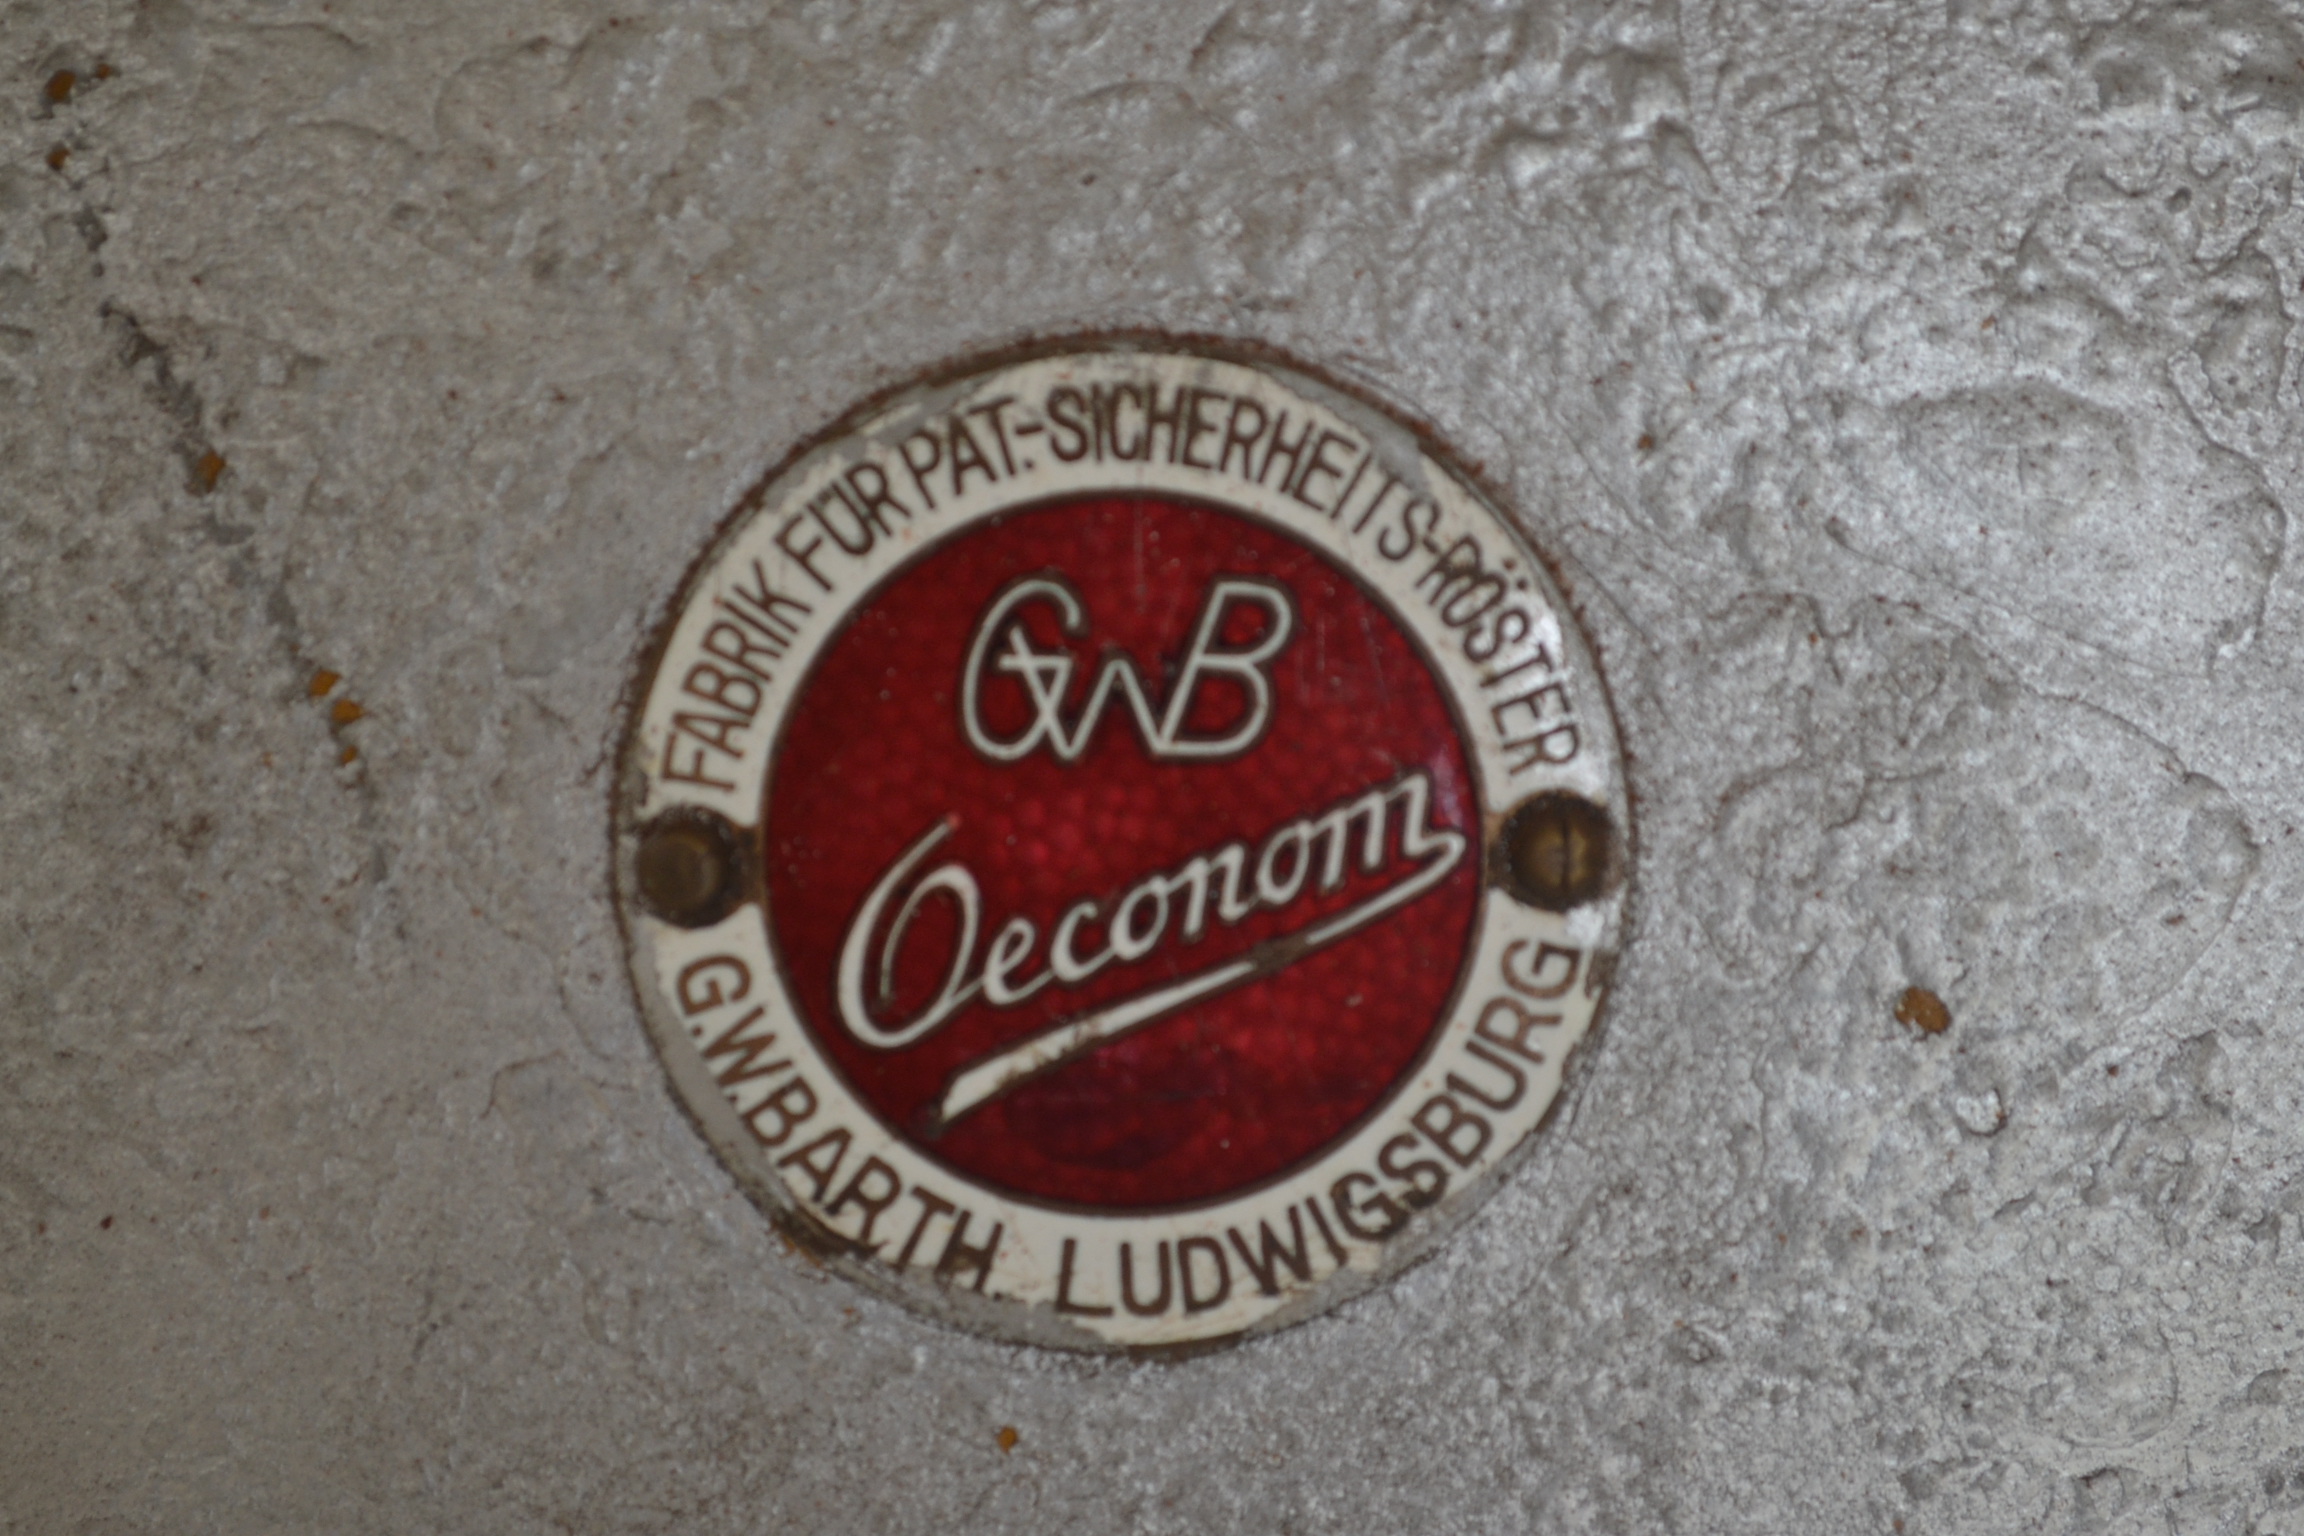 FABRIK FÜR PAT.-SICHERHEITS-RÖSTER
GWB
Oeconom
G.W.BARTH LUDWIGSBURG